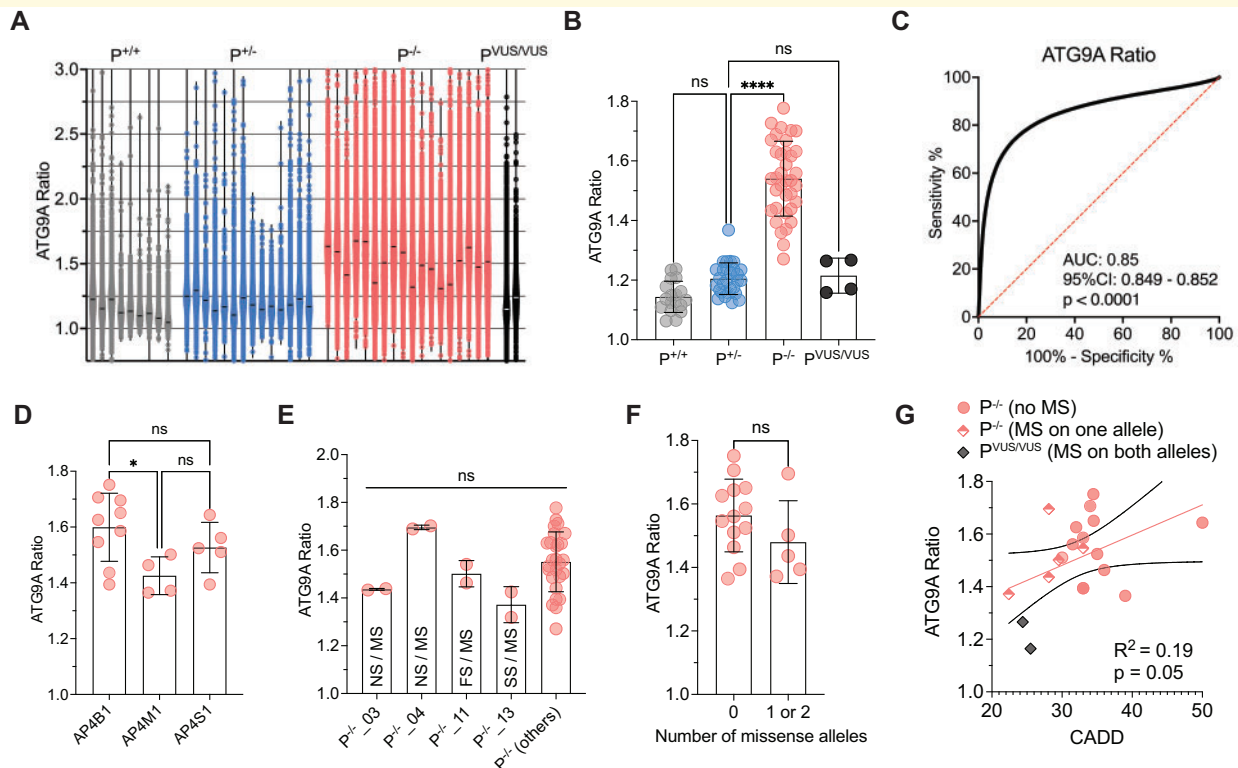 A
P+/+ P+/- P-/- PVUS/VUS
ATG9A Ratio
3.0
2.5
2.0
1.5
1.0
B
ns
ns **** 
ATG9A Ratio
1.8
1.6
1.4
1.2
1.0
P+/+ P+/- P-/- PVUS/VUS
C
ATG9A Ratio
Sensitivity %
100
80
60
40
20
0
AUC: 0.85
95%CI: 0.849 - 0.852
p < 0.0001
0 20 40 60 80 100
100% - Specificity %
D
ns
* ns
ATG9A Ratio
1.8
1.6
1.4
1.2
1.0
AP4B1 AP4M1 AP4S1
E
ns
ATG9A Ratio
2.0
1.8
1.6
1.4
1.2
1.0
NS / MS NS / MS FS / MS SS / MS
P-/-_03 P-/-_04 P-/-_11 P-/-_13 P-/- (others)
F
ns
ATG9A Ratio
1.8
1.6
1.4
1.2
1.0
0 1 or 2
Number of missense alleles
G
P-/- (no MS)
P-/- (MS on one allele)
PVUS/VUS (MS on both alleles)
ATG9A Ratio
1.8
1.6
1.4
1.2
1.0
R2 = 0.19
p = 0.05
20 30 40 50
CADD